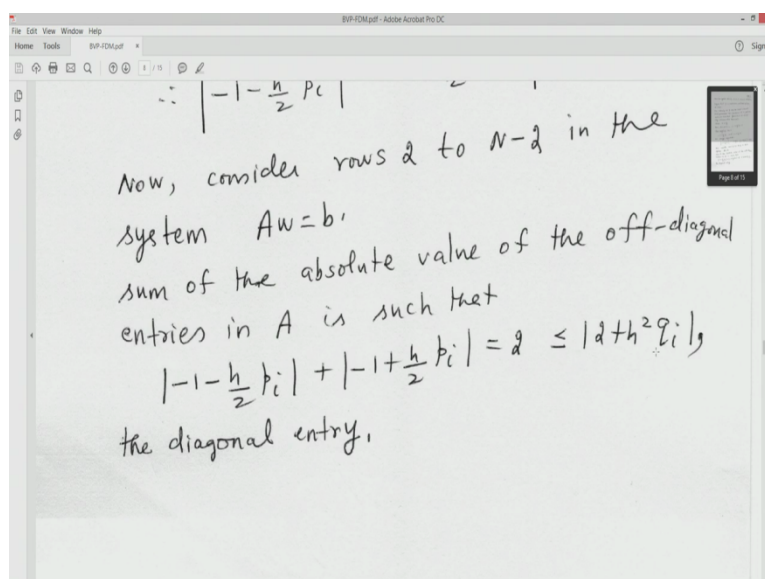 BVP-FDM.pdf - Adobe Acrobat Pro DC
File Edit View Window Help
Home Tools BVP-FDM.pdf × Sign
/ 15
∴ |-1 - h/2 pi|
Now, consider rows 2 to N-2 in the
system Aw=b.
sum of the absolute value of the off-diagonal
entries in A is such that
|-1 - h/2 pi| + |-1 + h/2 pi| = 2 ≤ |2+h²qi|,
the diagonal entry.
Page 8 of 15